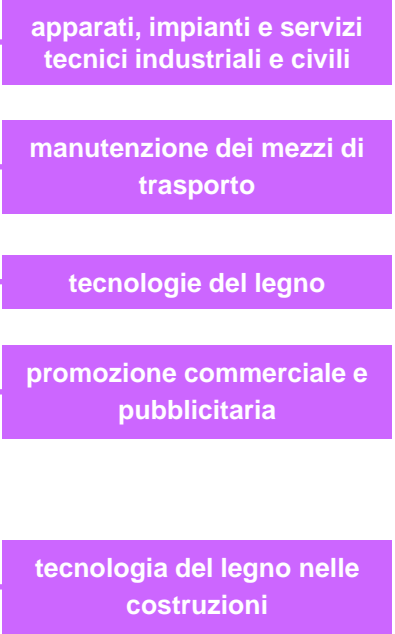 apparati, impianti e servizi
tecnici industriali e civili
manutenzione dei mezzi di
trasporto
tecnologie del legno
promozione commerciale e
pubblicitaria
tecnologia del legno nelle
costruzioni